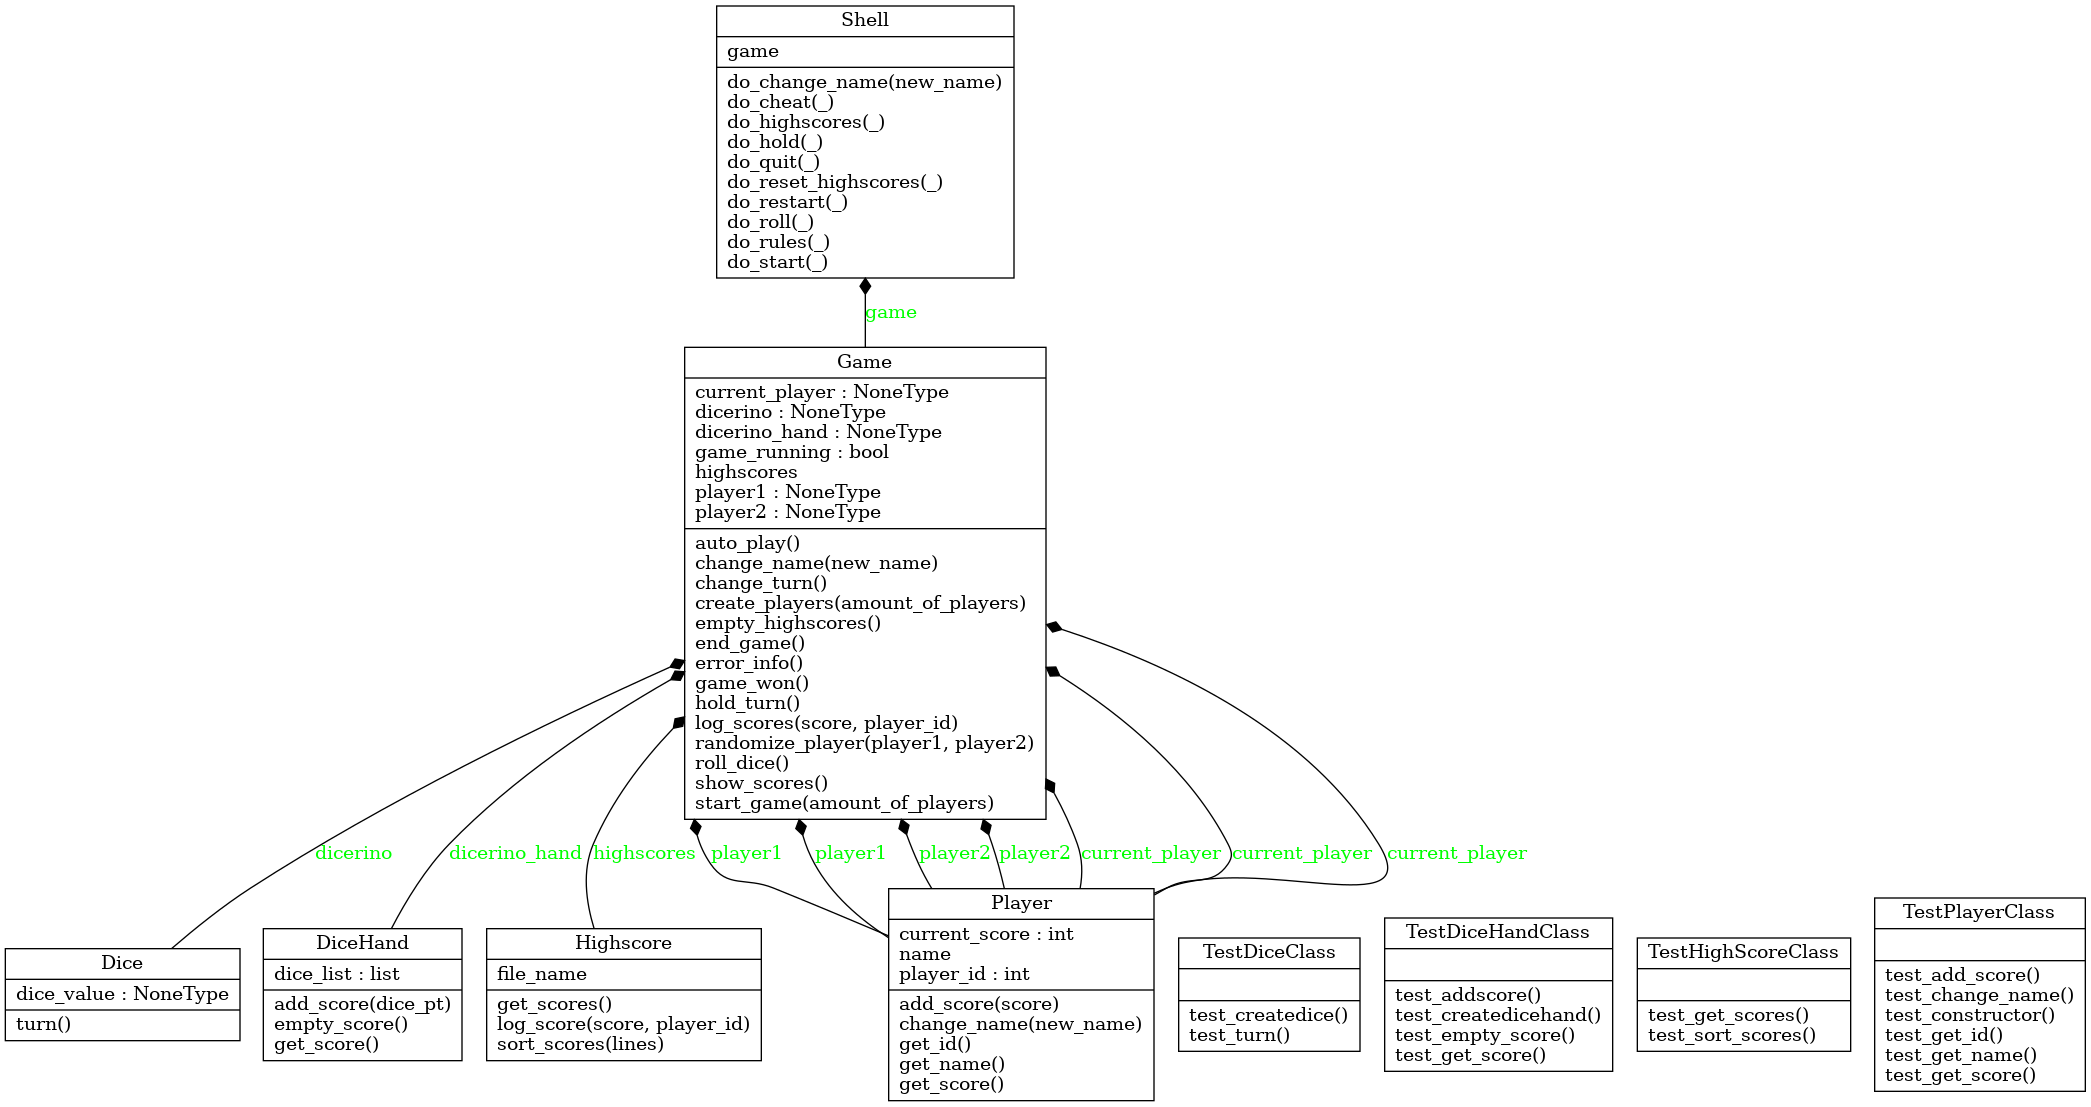 Shell
game
do_change_name(new_name)
do_cheat(_)
do_highscores(_)
do_hold(_)
do_quit(_)
do_reset_highscores(_)
do_restart(_)
do_roll(_)
do_rules(_)
do_start(_)
game
Game
current_player : NoneType
dicerino : NoneType
dicerino_hand : NoneType
game_running : bool
highscores
player1 : NoneType
player2 : NoneType
auto_play()
change_name(new_name)
change_turn()
create_players(amount_of_players)
empty_highscores()
end_game()
error_info()
game_won()
hold_turn()
log_scores(score, player_id)
randomize_player(player1, player2)
roll_dice()
show_scores()
start_game(amount_of_players)
dicerino
dicerino_hand
highscores
player1
player1
player2
player2
current_player
current_player
current_player
Dice
dice_value : NoneType
turn()
DiceHand
dice_list : list
add_score(dice_pt)
empty_score()
get_score()
Highscore
file_name
get_scores()
log_score(score, player_id)
sort_scores(lines)
Player
current_score : int
name
player_id : int
add_score(score)
change_name(new_name)
get_id()
get_name()
get_score()
TestDiceClass
test_createdice()
test_turn()
TestDiceHandClass
test_addscore()
test_createdicehand()
test_empty_score()
test_get_score()
TestHighScoreClass
test_get_scores()
test_sort_scores()
TestPlayerClass
test_add_score()
test_change_name()
test_constructor()
test_get_id()
test_get_name()
test_get_score()